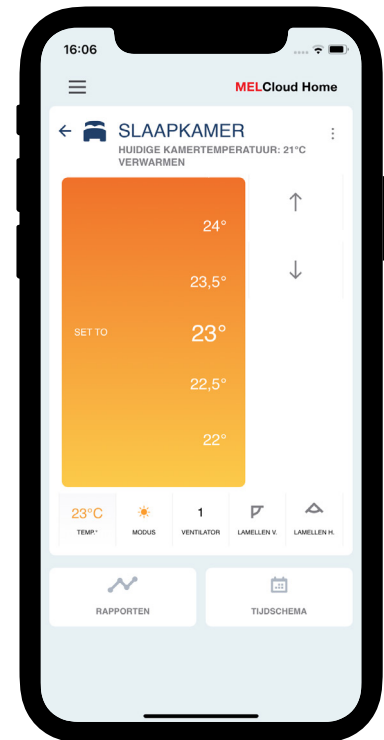 16:06
MELCloud Home
SLAAPKAMER
HUIDIGE KAMERTEMPERATUUR: 21°C
VERWARMEN
24°
23,5°
SET TO 23°
22,5°
22°
23°C 1
TEMP.° MODUS VENTILATOR LAMELLEN V. LAMELLEN H.
RAPPORTEN TIJDSCHEMA